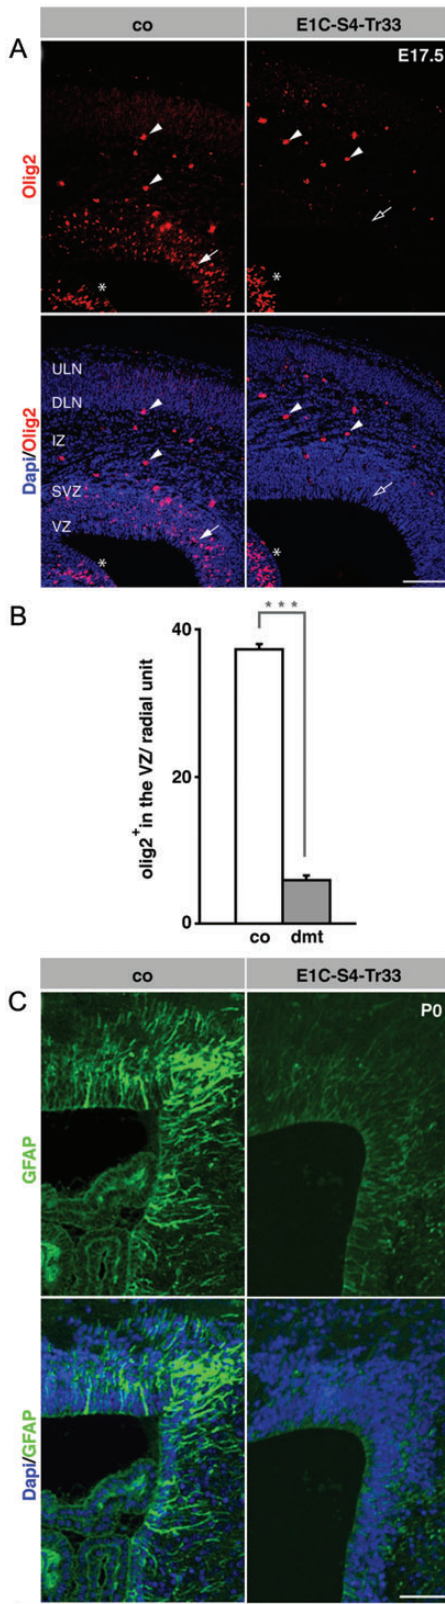 co E1C-S4-Tr33
A
E17.5
Olig2
*
*
Dapi/Olig2
ULN
DLN
IZ
SVZ
VZ
*
*
B
***
olig2+ in the VZ/ radial unit
40
20
0
co dmt
co E1C-S4-Tr33
C
P0
GFAP
Dapi/GFAP